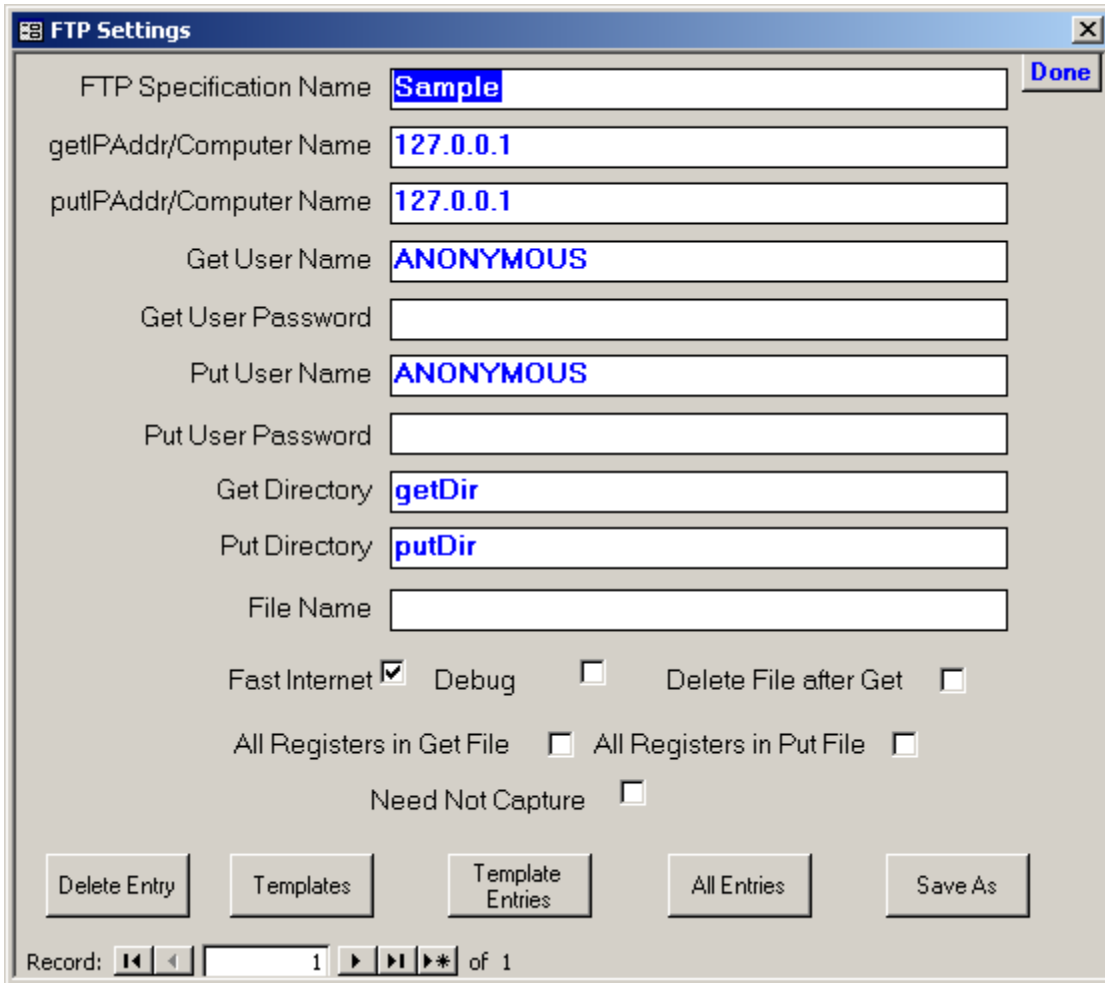 FTP Settings
Done
FTP Specification Name Sample
getIPAddr/Computer Name 127.0.0.1
putIPAddr/Computer Name 127.0.0.1
Get User Name ANONYMOUS
Get User Password
Put User Name ANONYMOUS
Put User Password
Get Directory getDir
Put Directory putDir
File Name
Fast Internet Debug Delete File after Get
All Registers in Get File All Registers in Put File
Need Not Capture
Delete Entry Templates Template Entries All Entries Save As
Record: 1 of 1